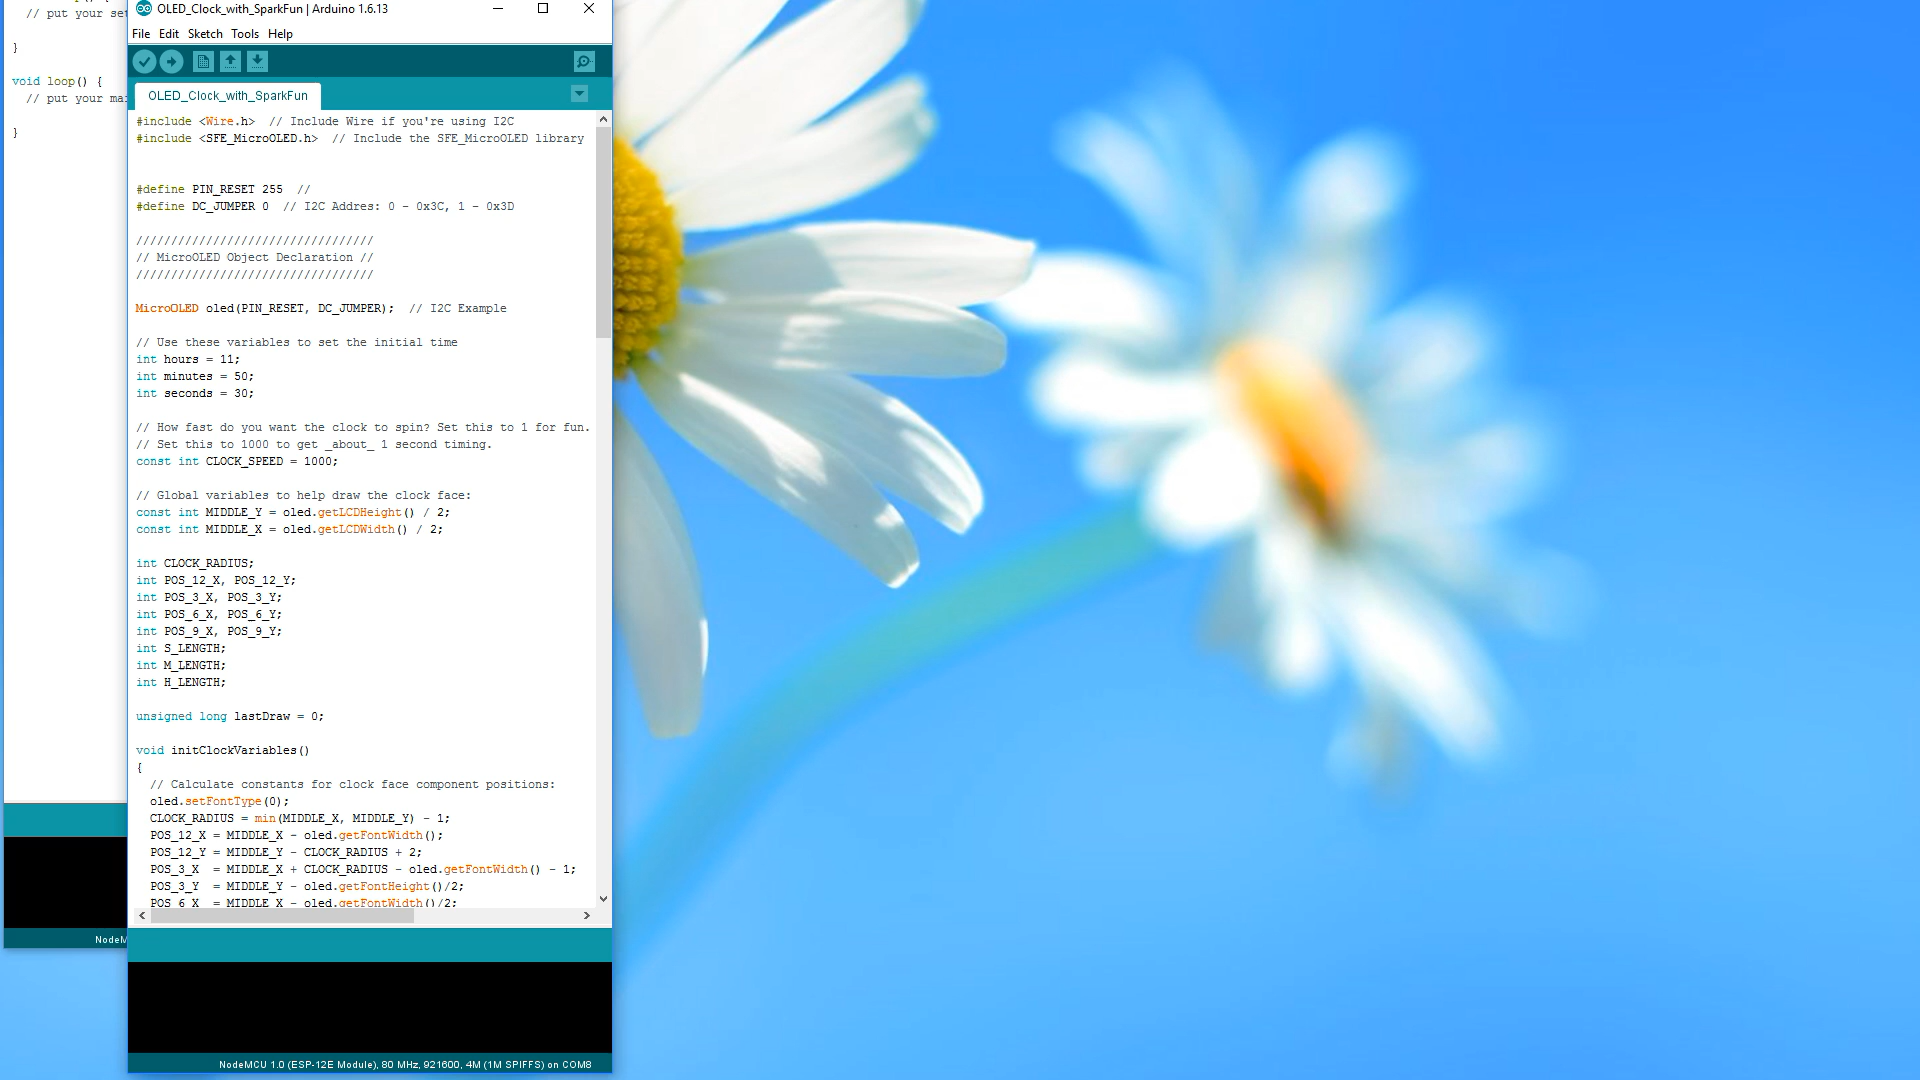 // put your se
}
void loop() {
// put your ma
}
NodeM
OLED_Clock_with_SparkFun | Arduino 1.6.13
File Edit Sketch Tools Help
OLED_Clock_with_SparkFun
#include <Wire.h>  // Include Wire if you're using I2C
#include <SFE_MicroOLED.h>  // Include the SFE_MicroOLED library
#define PIN_RESET 255  //
#define DC_JUMPER 0  // I2C Addres: 0 - 0x3C, 1 - 0x3D
//////////////////////////////////
// MicroOLED Object Declaration //
//////////////////////////////////
MicroOLED oled(PIN_RESET, DC_JUMPER);  // I2C Example
// Use these variables to set the initial time
int hours = 11;
int minutes = 50;
int seconds = 30;
// How fast do you want the clock to spin? Set this to 1 for fun.
// Set this to 1000 to get _about_ 1 second timing.
const int CLOCK_SPEED = 1000;
// Global variables to help draw the clock face:
const int MIDDLE_Y = oled.getLCDHeight() / 2;
const int MIDDLE_X = oled.getLCDWidth() / 2;
int CLOCK_RADIUS;
int POS_12_X, POS_12_Y;
int POS_3_X, POS_3_Y;
int POS_6_X, POS_6_Y;
int POS_9_X, POS_9_Y;
int S_LENGTH;
int M_LENGTH;
int H_LENGTH;
unsigned long lastDraw = 0;
void initClockVariables()
{
// Calculate constants for clock face component positions:
oled.setFontType(0);
CLOCK_RADIUS = min(MIDDLE_X, MIDDLE_Y) - 1;
POS_12_X = MIDDLE_X - oled.getFontWidth();
POS_12_Y = MIDDLE_Y - CLOCK_RADIUS + 2;
POS_3_X  = MIDDLE_X + CLOCK_RADIUS - oled.getFontWidth() - 1;
POS_3_Y  = MIDDLE_Y - oled.getFontHeight()/2;
POS_6_X  = MIDDLE_X - oled.getFontWidth()/2;
NodeMCU 1.0 (ESP-12E Module), 80 MHz, 921600, 4M (1M SPIFFS) on COM8